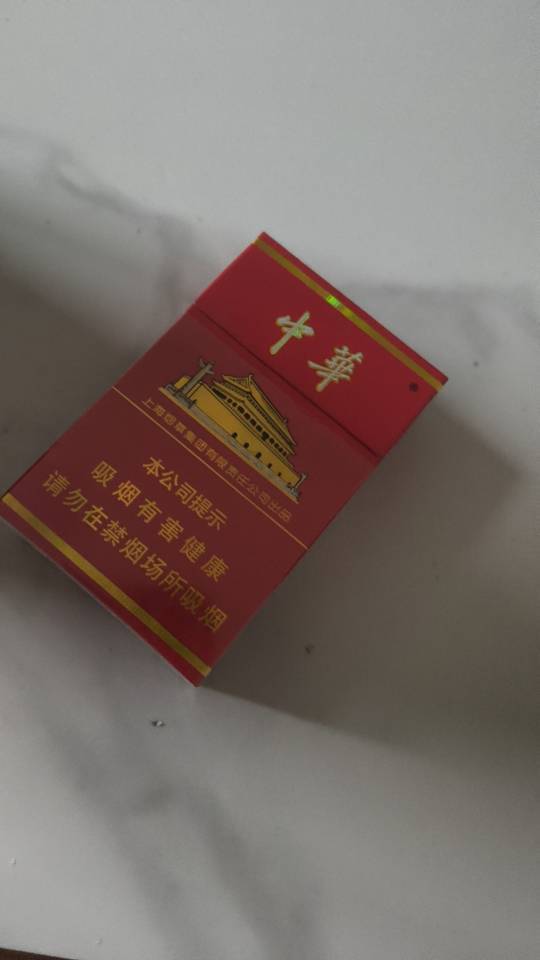 中華
®
上海烟草集团有限责任公司出品
本公司提示
吸烟有害健康
请勿在禁烟场所吸烟